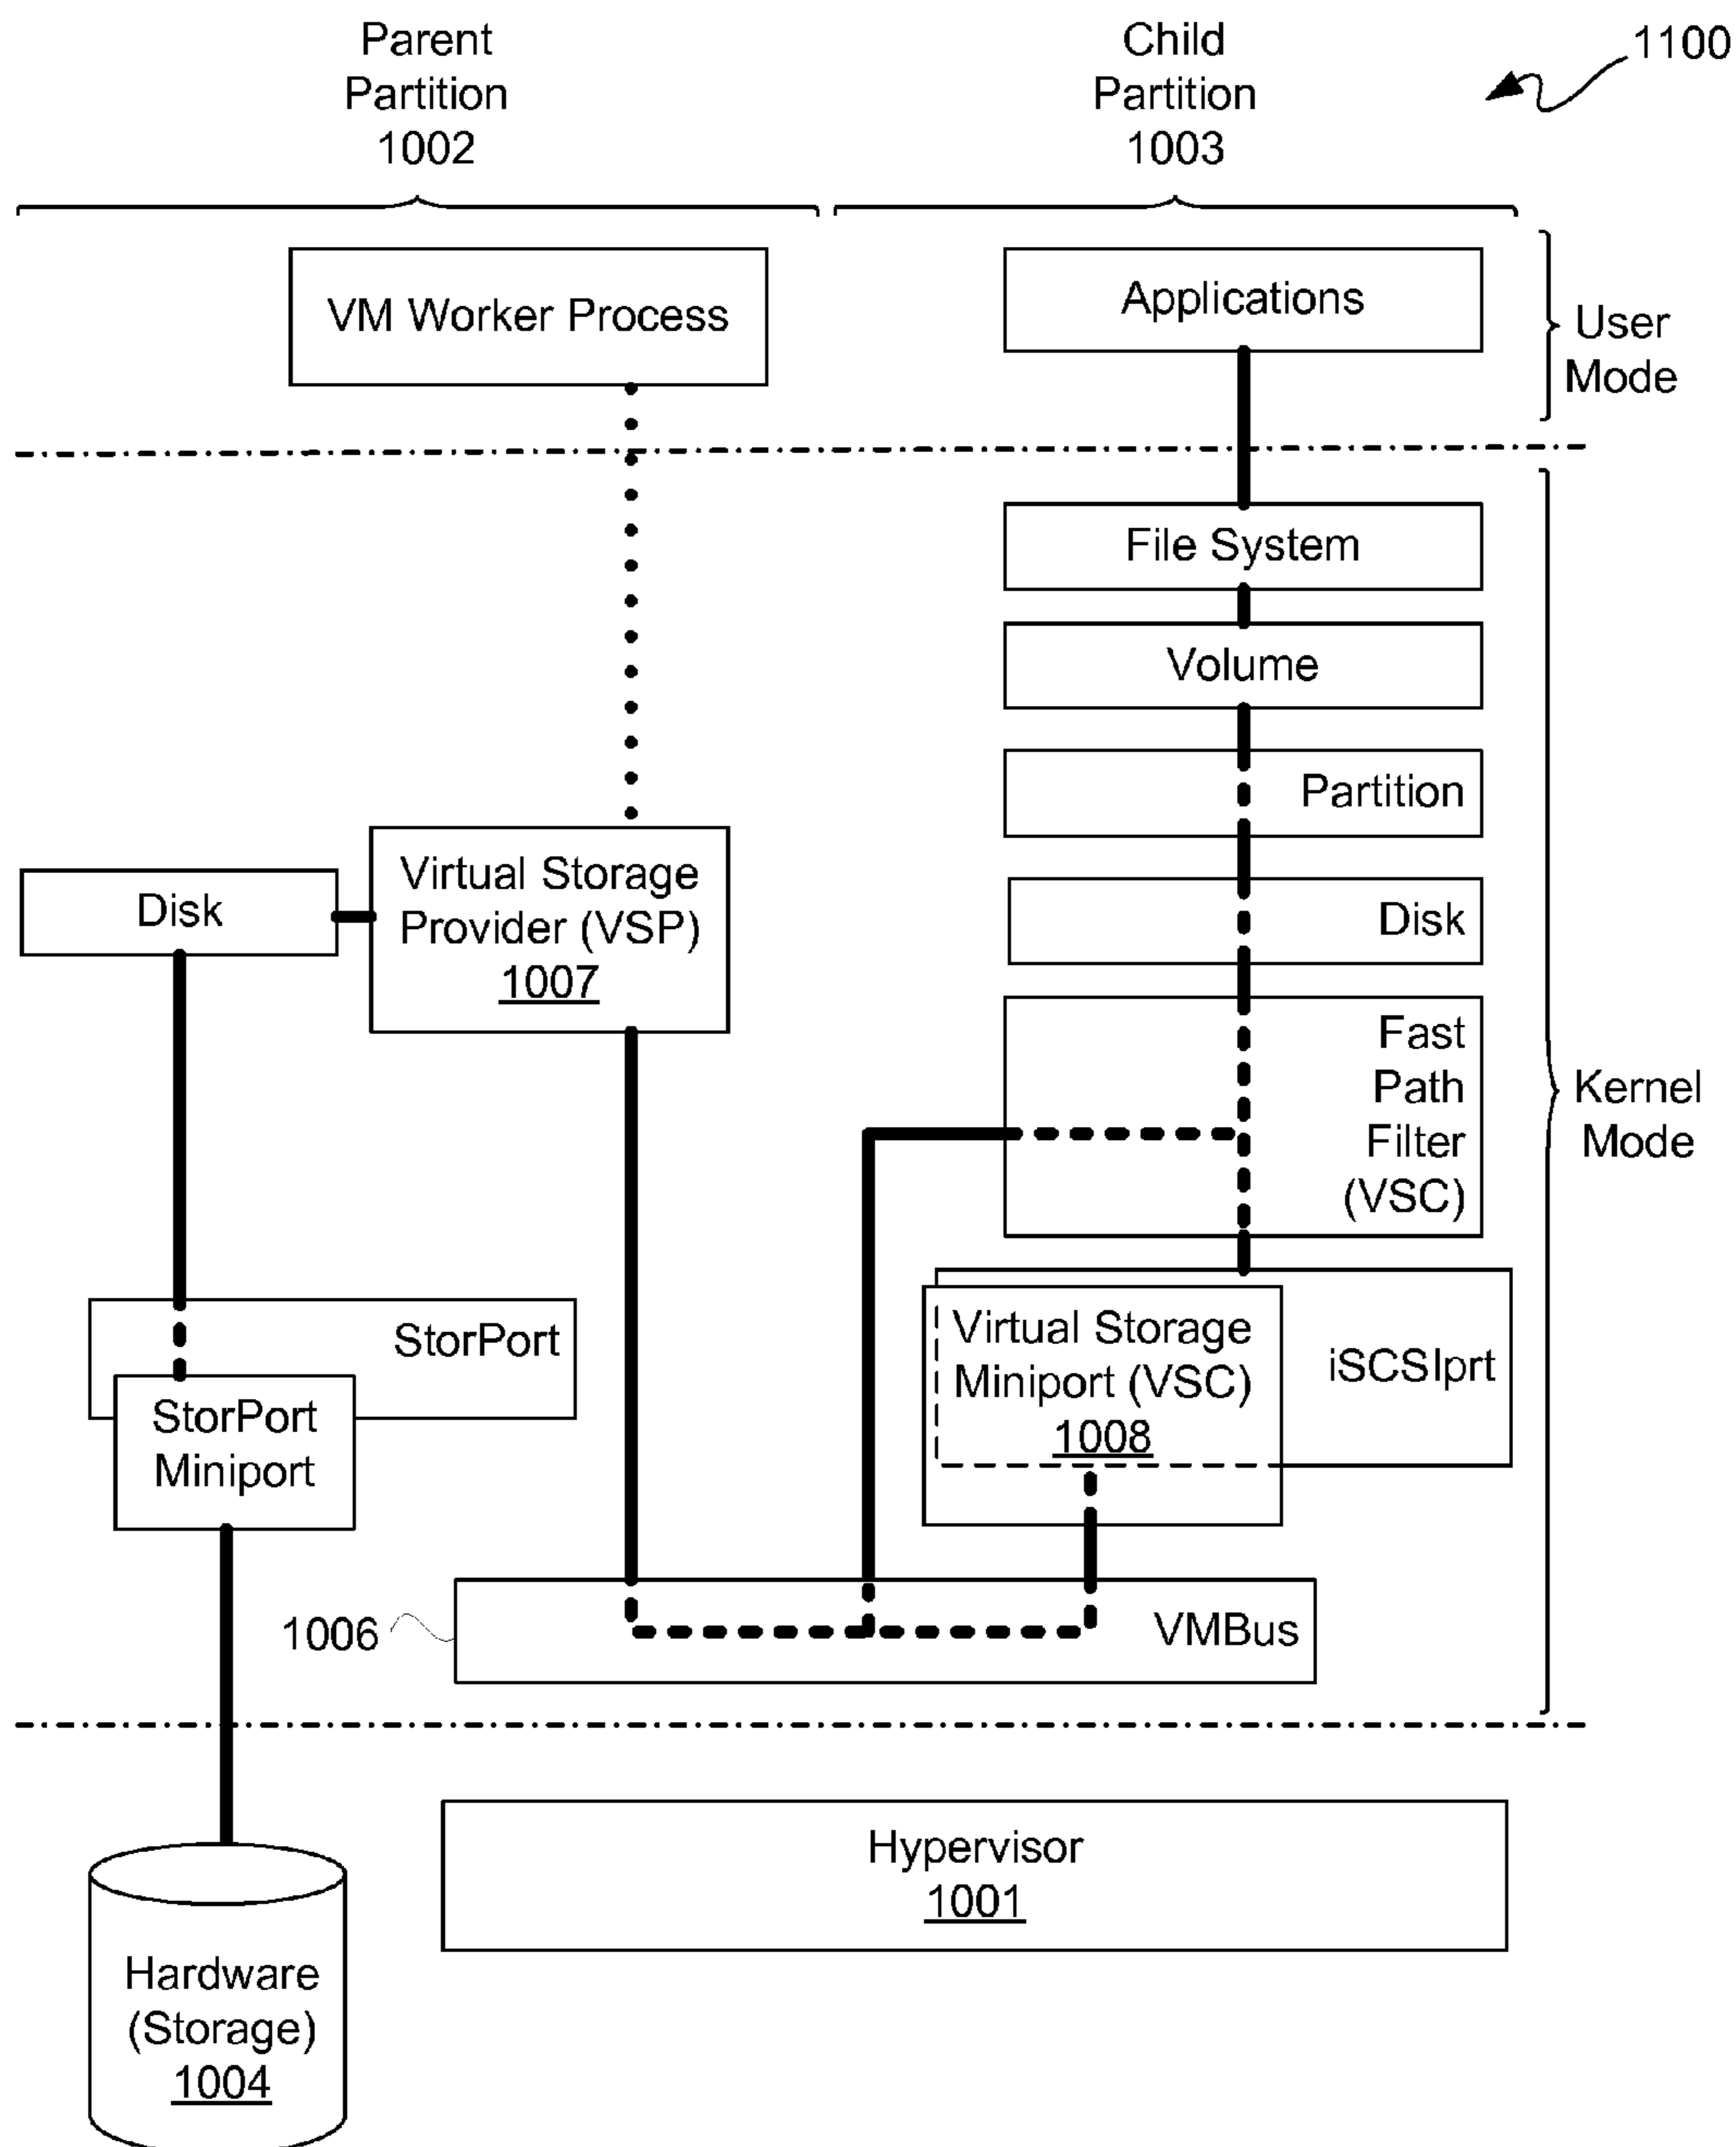 Parent
Partition
1002
Child
Partition
1003
1100
VM Worker Process
Applications
User
Mode
File System
Volume
Partition
Disk
Virtual Storage
Provider (VSP)
1007
Disk
Fast
Path
Filter
(VSC)
Kernel
Mode
StorPort
StorPort
Miniport
Virtual Storage
Miniport (VSC)
1008
iSCSIprt
1006
VMBus
Hypervisor
1001
Hardware
(Storage)
1004